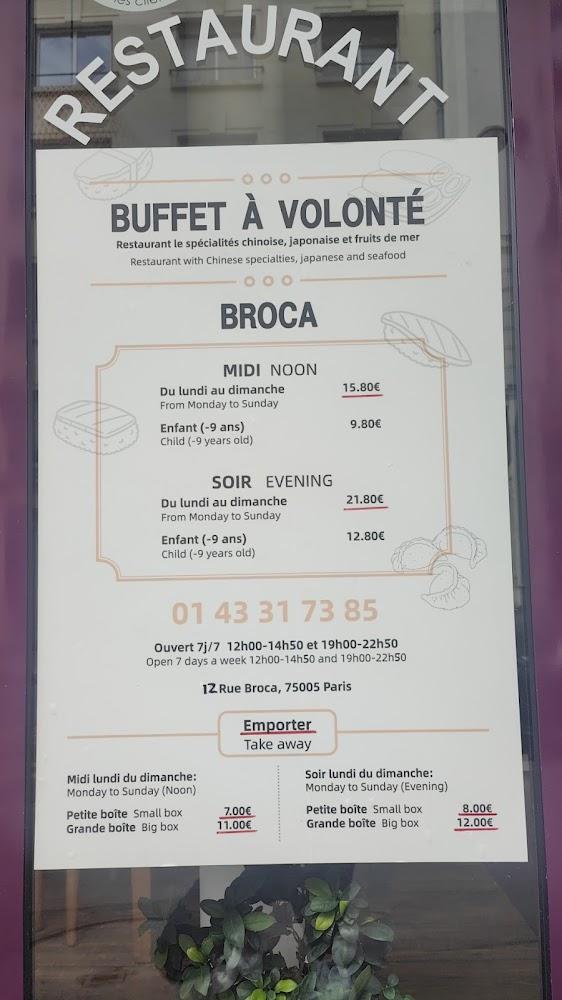 RESTAURANT
BUFFET À VOLONTÉ
Restaurant le spécialités chinoise, japonaise et fruits de mer
Restaurant with Chinese specialties, japanese and seafood
BROCA
MIDI NOON
Du lundi au dimanche 15.80€
From Monday to Sunday
Enfant (-9 ans) 9.80€
Child (-9 years old)
SOIR EVENING
Du lundi au dimanche 21.80€
From Monday to Sunday
Enfant (-9 ans) 12.80€
Child (-9 years old)
01 43 31 73 85
Ouvert 7j/7 12h00-14h50 et 19h00-22h50
Open 7 days a week 12h00-14h50 and 19h00-22h50
12 Rue Broca, 75005 Paris
Emporter
Take away
Midi lundi du dimanche:
Monday to Sunday (Noon)
Petite boîte Small box 7.00€
Grande boîte Big box 11.00€
Soir lundi du dimanche:
Monday to Sunday (Evening)
Petite boîte Small box 8.00€
Grande boîte Big box 12.00€